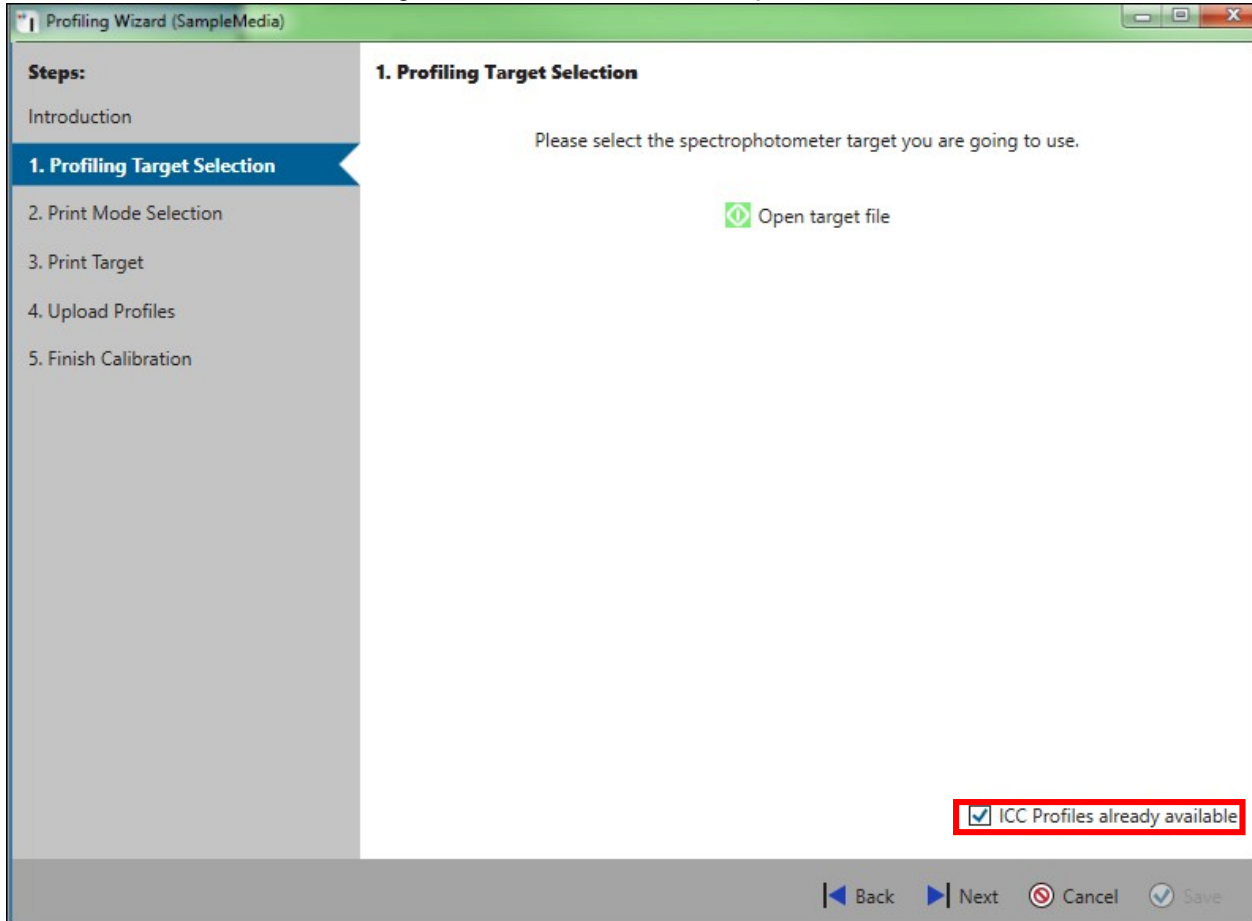 Profiling Wizard (SampleMedia)
Steps:
Introduction
1. Profiling Target Selection
2. Print Mode Selection
3. Print Target
4. Upload Profiles
5. Finish Calibration
1. Profiling Target Selection
Please select the spectrophotometer target you are going to use.
Open target file
ICC Profiles already available
Back Next Cancel Save